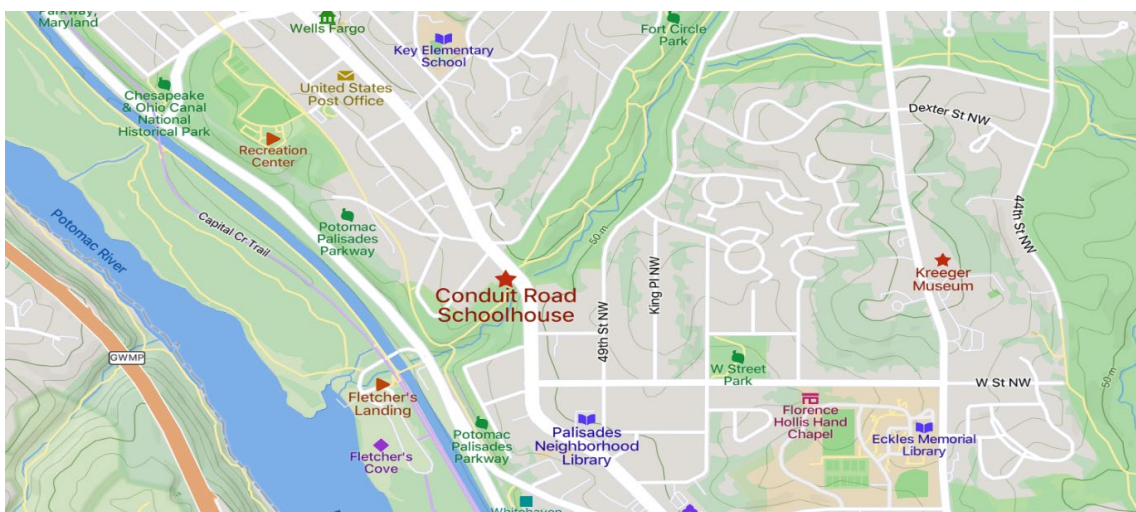 Parkway,
Maryland
Wells Fargo
Key Elementary
School
Fort Circle
Park
United States
Post Office
Chesapeake
& Ohio Canal
National
Historical Park
Dexter St NW
Recreation
Center
Potomac River
Capital Cr Trail
Potomac
Palisades
Parkway
50 m
44th St NW
Kreeger
Museum
Conduit Road
Schoolhouse
King Pl NW
49th St NW
GWMP
W Street
Park
W St NW
50 m
Fletcher's
Landing
Florence
Hollis Hand
Chapel
Eckles Memorial
Library
Palisades
Neighborhood
Library
Potomac
Palisades
Parkway
Fletcher's
Cove
Whitehaven